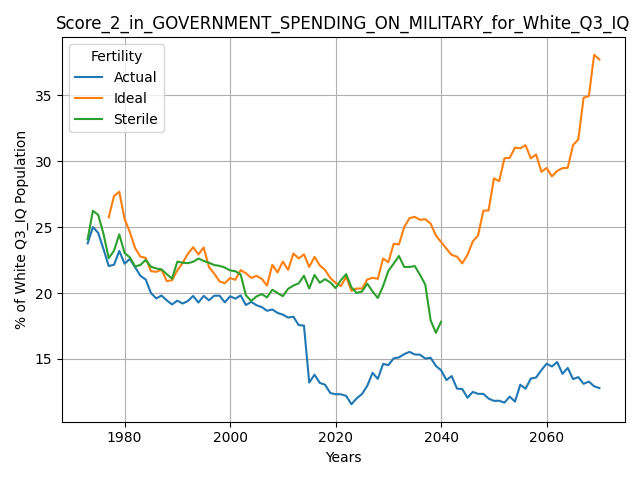 Score_2_in_GOVERNMENT_SPENDING_ON_MILITARY_for_White_Q3_IQ
Fertility
Actual
Ideal
Sterile
% of White Q3_IQ Population
35
30
25
20
15
1980
2000
2020
2040
2060
Years